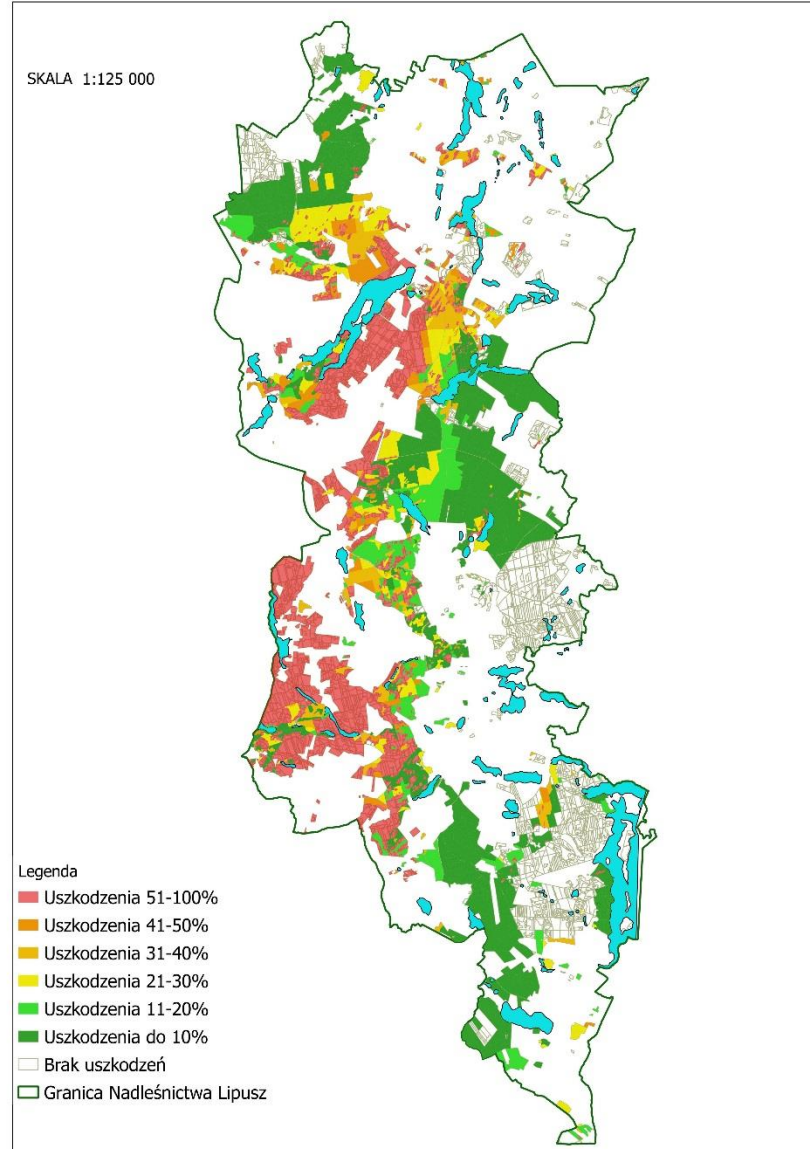 SKALA 1:125 000
Legenda
Uszkodzenia 51-100%
Uszkodzenia 41-50%
Uszkodzenia 31-40%
Uszkodzenia 21-30%
Uszkodzenia 11-20%
Uszkodzenia do 10%
Brak uszkodzeń
Granica Nadleśnictwa Lipusz